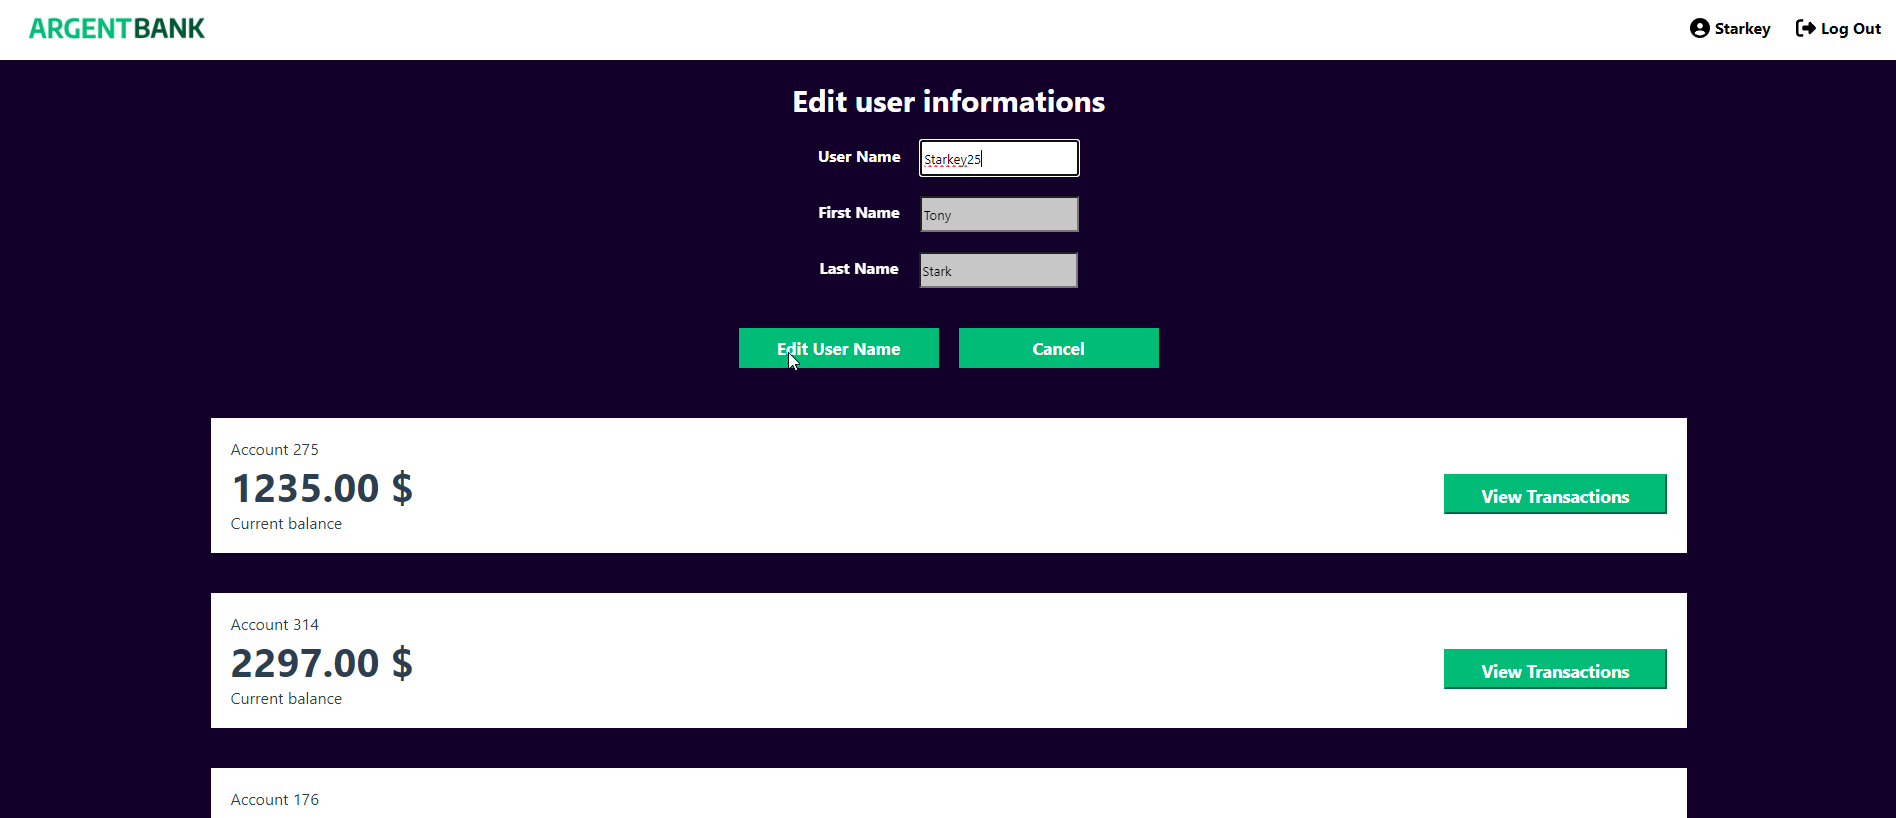 ARGENTBANK
Starkey
Log Out
Edit user informations
User Name
Starkey25
First Name
Tony
Last Name
Stark
Edit User Name
Cancel
Account 275
1235.00 $
Current balance
View Transactions
Account 314
2297.00 $
Current balance
View Transactions
Account 176